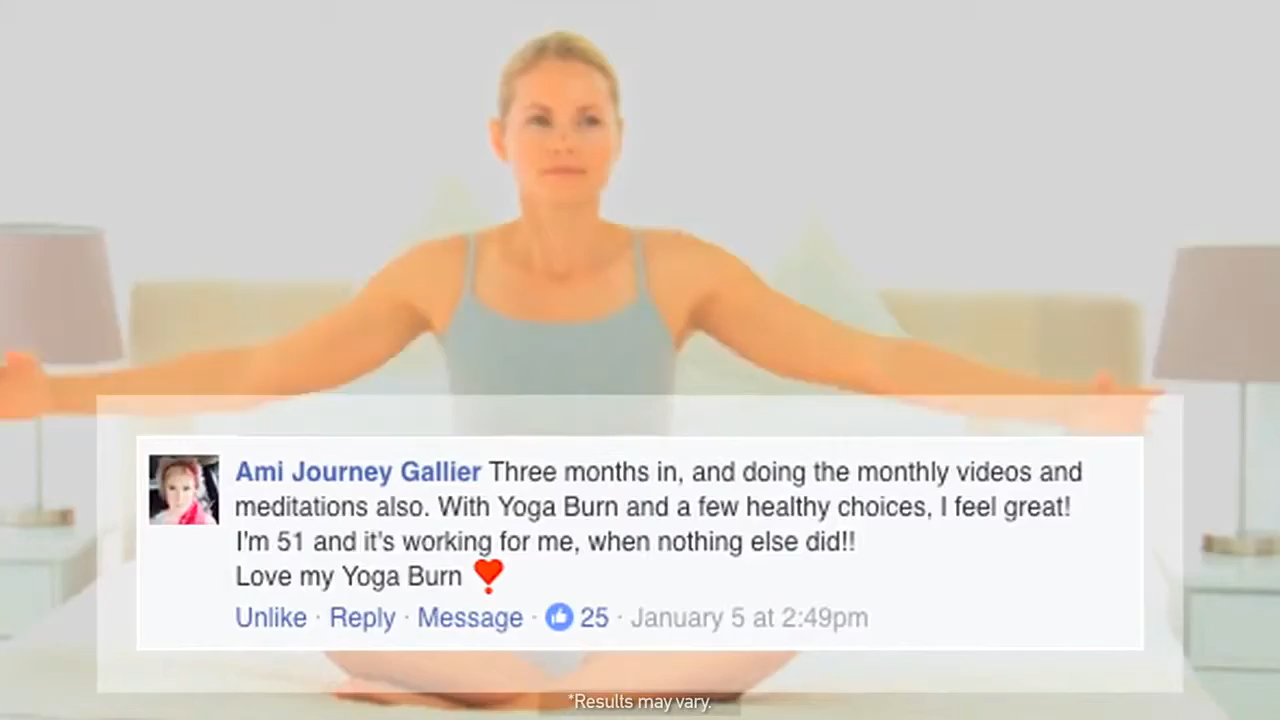 Ami Journey Gallier Three months in, and doing the monthly videos and
meditations also. With Yoga Burn and a few healthy choices, I feel great!
I'm 51 and it's working for me, when nothing else did!!
Love my Yoga Burn ❣
Unlike · Reply · Message · 25 · January 5 at 2:49pm
*Results may vary.